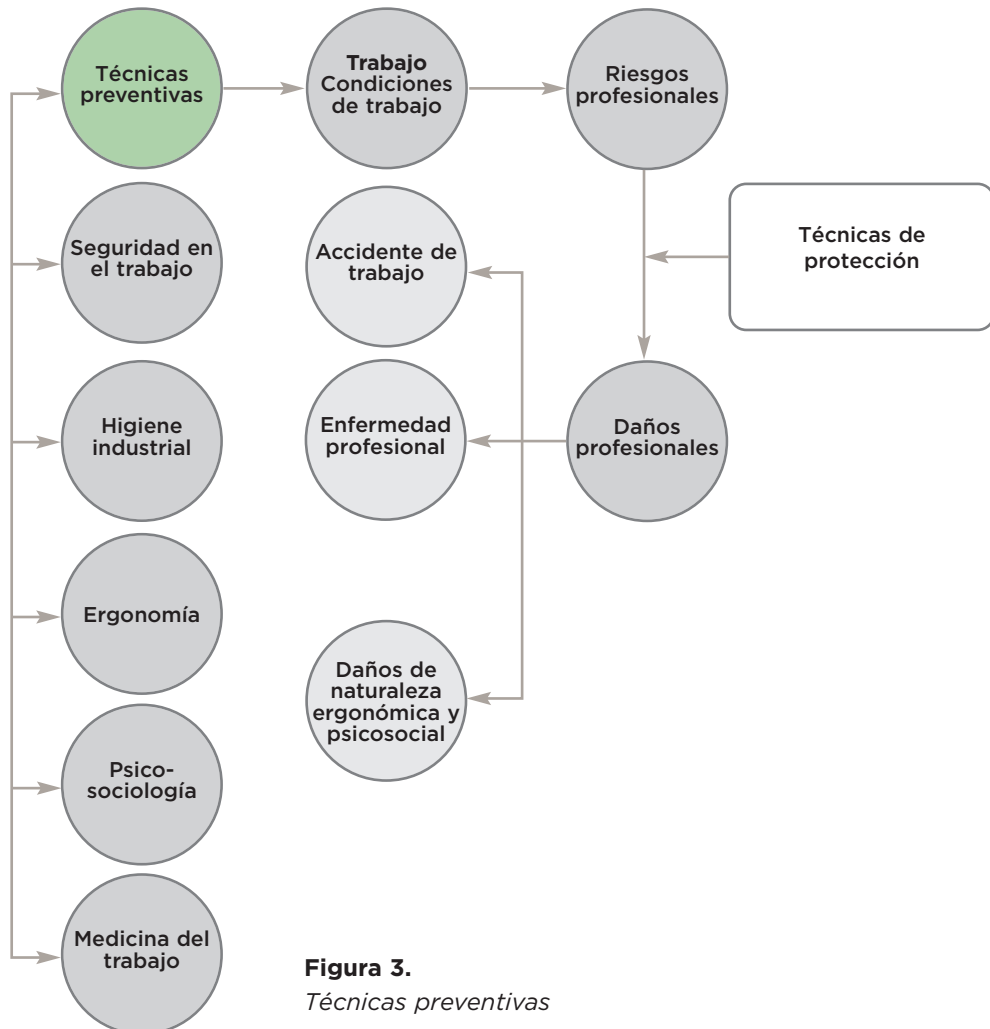 Técnicas
preventivas
Trabajo
Condiciones
de trabajo
Riesgos
profesionales
Seguridad en
el trabajo
Accidente de
trabajo
Técnicas de
protección
Higiene
industrial
Enfermedad
profesional
Daños
profesionales
Ergonomía
Daños de
naturaleza
ergonómica y
psicosocial
Psico-
sociología
Medicina del
trabajo
Figura 3.
Técnicas preventivas